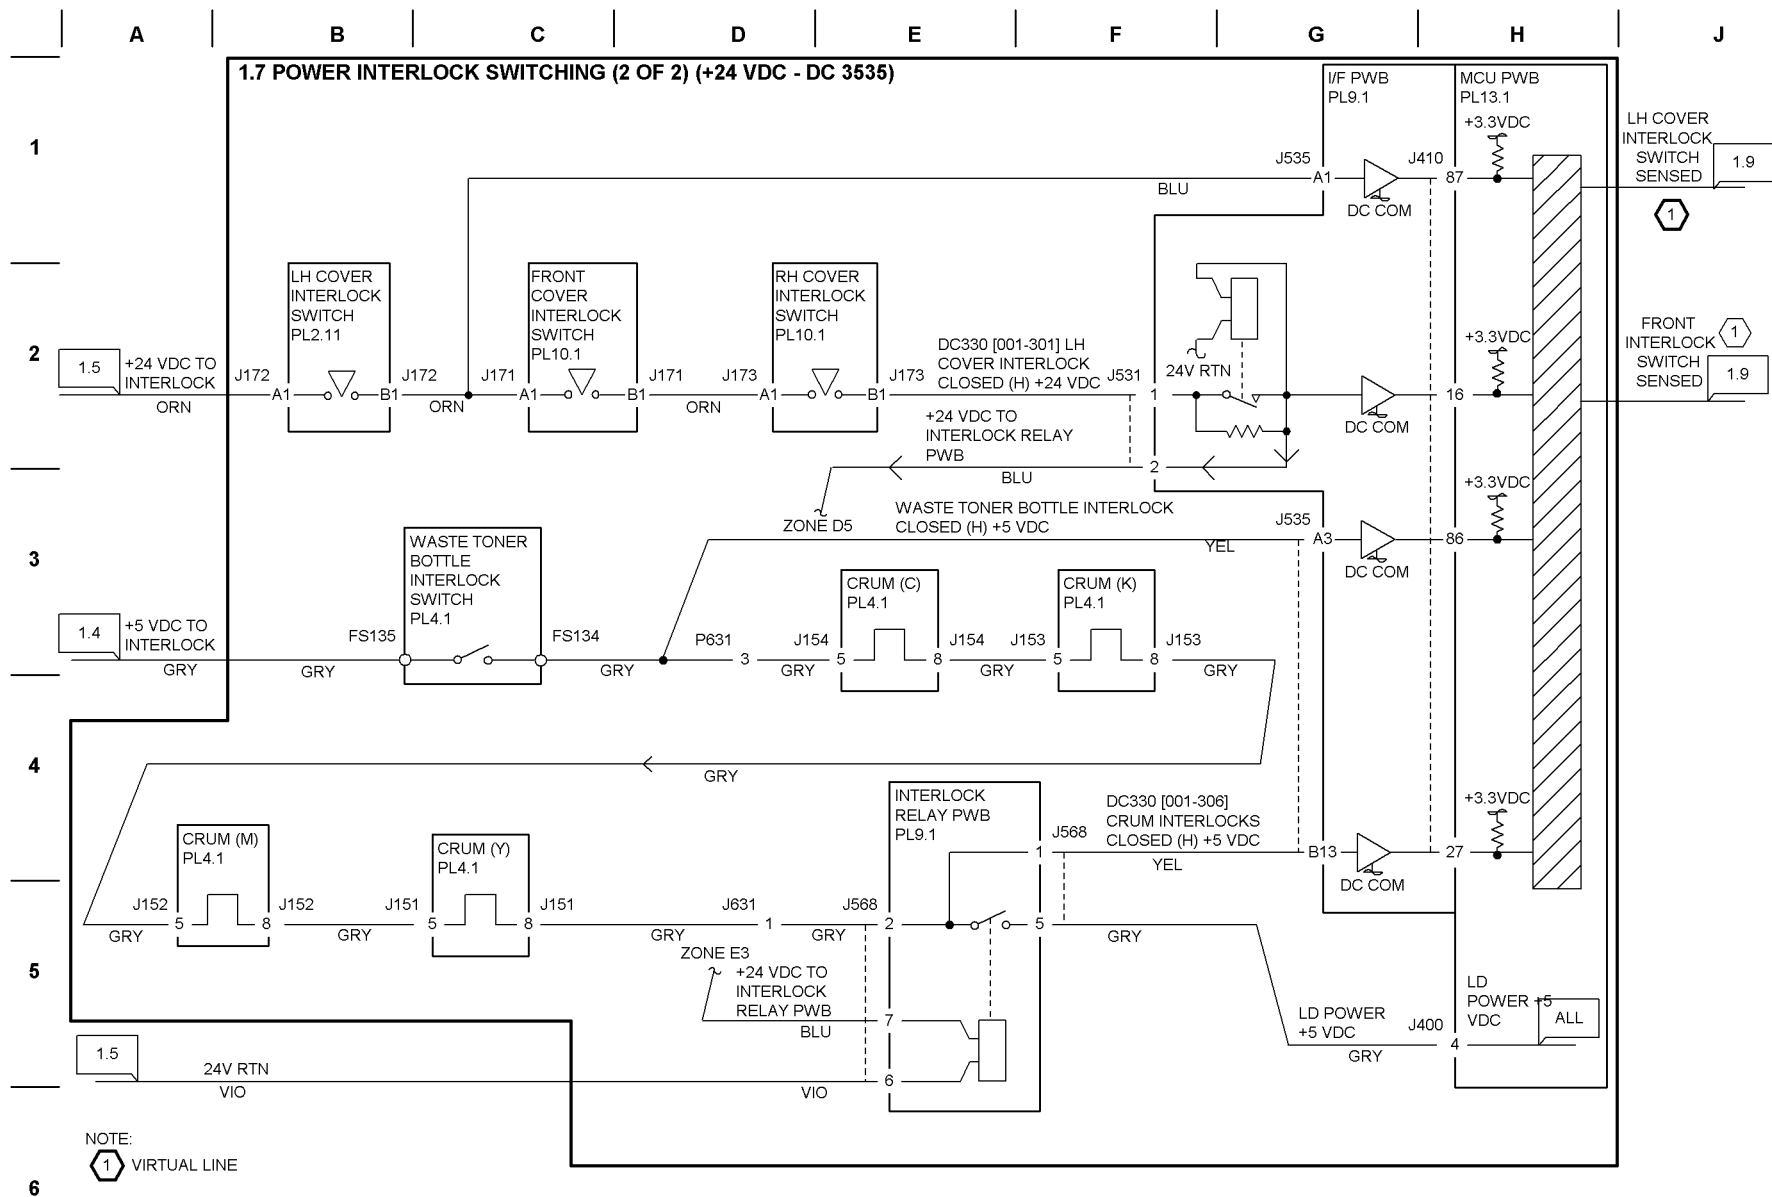 A B C D E F G H J
1.7 POWER INTERLOCK SWITCHING (2 OF 2) (+24 VDC - DC 3535)
1
I/F PWB
PL9.1
MCU PWB
PL13.1
+3.3VDC
J535
A1
BLU
DC COM
J410
87
LH COVER
INTERLOCK
SWITCH
SENSED
1.9
1
2
1.5
+24 VDC TO
INTERLOCK
ORN
J172
A1
LH COVER
INTERLOCK
SWITCH
PL2.11
B1
J172
ORN
J171
A1
FRONT
COVER
INTERLOCK
SWITCH
PL10.1
B1
J171
ORN
J173
A1
RH COVER
INTERLOCK
SWITCH
PL10.1
B1
J173
DC330 [001-301] LH
COVER INTERLOCK
CLOSED (H) +24 VDC
J531
1
24V RTN
DC COM
16
+3.3VDC
FRONT
INTERLOCK
SWITCH
SENSED
1
1.9
+24 VDC TO
INTERLOCK RELAY
PWB
2
BLU
ZONE D5
3
WASTE TONER BOTTLE INTERLOCK
CLOSED (H) +5 VDC
YEL
J535
A3
DC COM
86
+3.3VDC
1.4
+5 VDC TO
INTERLOCK
GRY
GRY
FS135
WASTE TONER
BOTTLE
INTERLOCK
SWITCH
PL4.1
FS134
GRY
P631
3
GRY
J154
5
CRUM (C)
PL4.1
8
J154
GRY
J153
5
CRUM (K)
PL4.1
8
J153
GRY
4
GRY
INTERLOCK
RELAY PWB
PL9.1
1
J568
DC330 [001-306]
CRUM INTERLOCKS
CLOSED (H) +5 VDC
YEL
B13
DC COM
27
+3.3VDC
5
J152
GRY
5
CRUM (M)
PL4.1
8
J152
GRY
J151
5
CRUM (Y)
PL4.1
8
J151
GRY
J631
1
GRY
J568
2
5
GRY
ZONE E3
+24 VDC TO
INTERLOCK
RELAY PWB
BLU
7
LD POWER
+5 VDC
GRY
J400
4
LD
POWER +5
VDC
ALL
1.5
24V RTN
VIO
VIO
6
NOTE:
1 VIRTUAL LINE
6